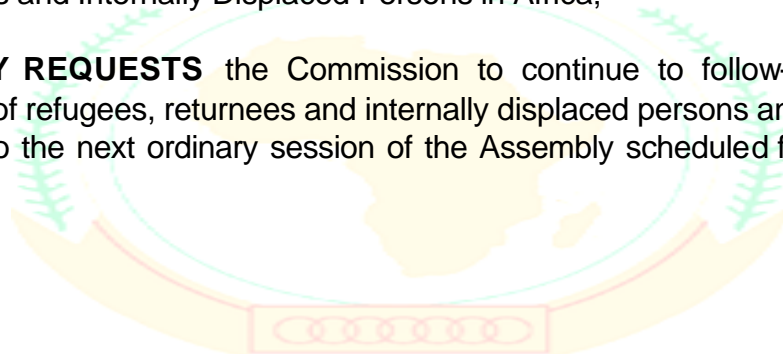 and Internally Displaced Persons in Africa;
REQUESTS the Commission to continue to follow-
of refugees, returnees and internally displaced persons
the next ordinary session of the Assembly scheduled